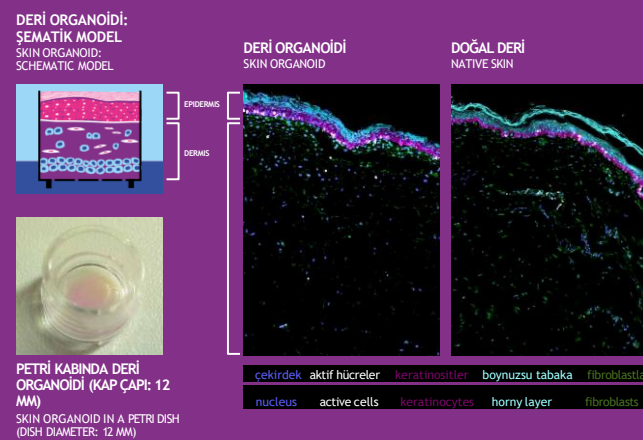 DERİ ORGANOİDİ:
ŞEMATİK MODEL
SKIN ORGANOID:
SCHEMATIC MODEL
EPIDERMIS
DERMIS
PETRİ KABINDA DERİ
ORGANOİDİ (KAP ÇAPI: 12
MM)
SKIN ORGANOID IN A PETRI DISH
(DISH DIAMETER: 12 MM)
DERİ ORGANOİDİ
SKIN ORGANOID
DOĞAL DERİ
NATIVE SKIN
çekirdek aktif hücreler keratinositler boynuzsu tabaka fibroblastla
nucleus active cells keratinocytes horny layer fibroblasts